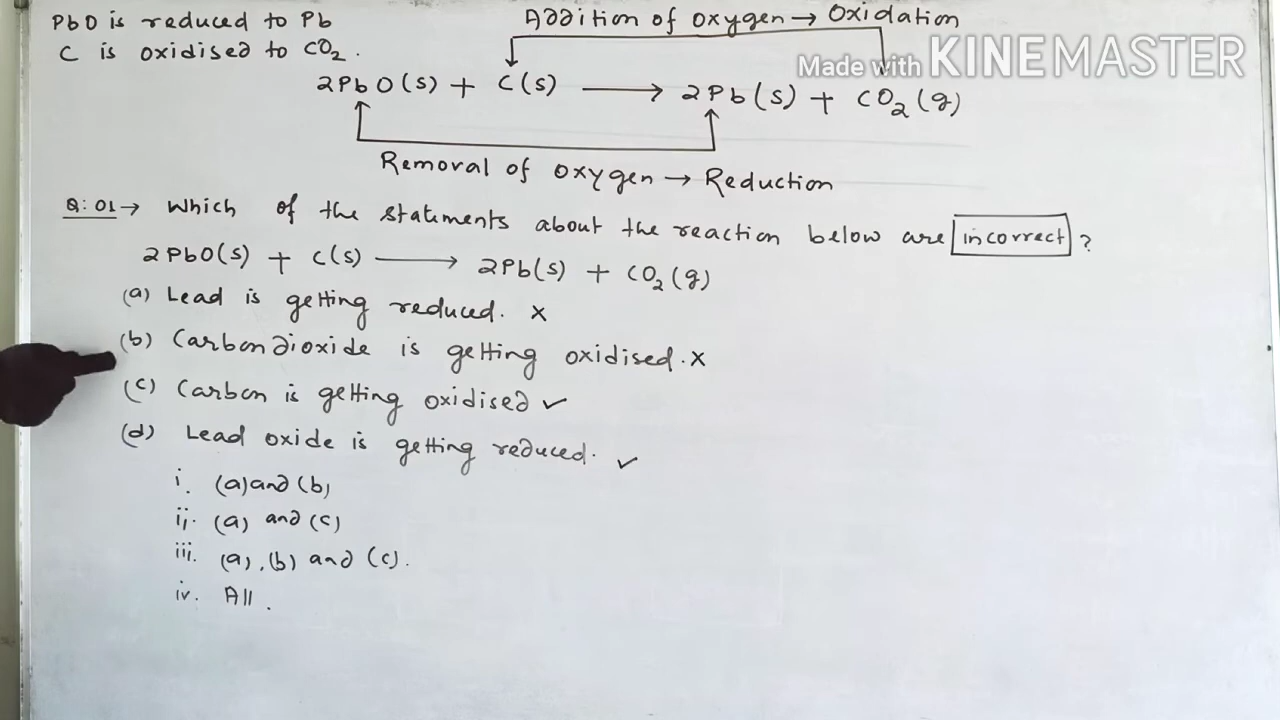 PbO is reduced to Pb
C is oxidised to CO₂.
Addition of oxygen → Oxidation
Made with KINEMASTER
2PbO(s) + C(s) ⟶ 2Pb(s) + CO₂(g)
Removal of oxygen → Reduction
Q: 01 → Which of the statements about the reaction below are incorrect ?
2PbO(s) + C(s) ⟶ 2Pb(s) + CO₂(g)
(a) Lead is getting reduced. ×
(b) Carbondioxide is getting oxidised. ×
(c) Carbon is getting oxidised ✓
(d) Lead oxide is getting reduced. ✓
i. (a) and (b)
ii. (a) and (c)
iii. (a), (b) and (c).
iv. All.